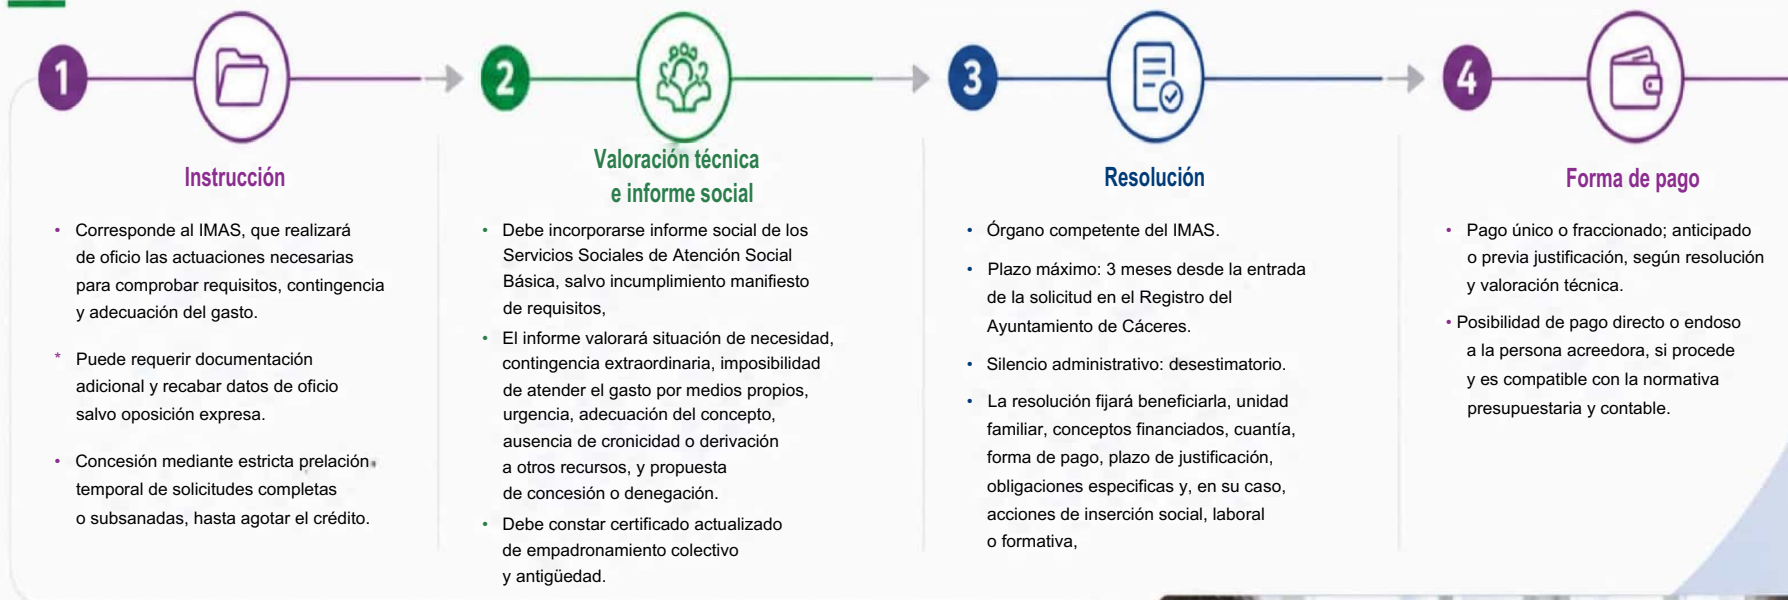 1
Instrucción
• Corresponde al IMAS, que realizará
de oficio las actuaciones necesarias
para comprobar requisitos, contingencia
y adecuación del gasto.
* Puede requerir documentación
adicional y recabar datos de oficio
salvo oposición expresa.
• Concesión mediante estricta prelación
temporal de solicitudes completas
o subsanadas, hasta agotar el crédito.
2
Valoración técnica
e informe social
• Debe incorporarse informe social de los
Servicios Sociales de Atención Social
Básica, salvo incumplimiento manifiesto
de requisitos,
• El informe valorará situación de necesidad,
contingencia extraordinaria, imposibilidad
de atender el gasto por medios propios,
urgencia, adecuación del concepto,
ausencia de cronicidad o derivación
a otros recursos, y propuesta
de concesión o denegación.
• Debe constar certificado actualizado
de empadronamiento colectivo
y antigüedad.
3
Resolución
• Órgano competente del IMAS.
• Plazo máximo: 3 meses desde la entrada
de la solicitud en el Registro del
Ayuntamiento de Cáceres.
• Silencio administrativo: desestimatorio.
• La resolución fijará beneficiarla, unidad
familiar, conceptos financiados, cuantía,
forma de pago, plazo de justificación,
obligaciones especificas y, en su caso,
acciones de inserción social, laboral
o formativa,
4
Forma de pago
• Pago único o fraccionado; anticipado
o previa justificación, según resolución
y valoración técnica.
• Posibilidad de pago directo o endoso
a la persona acreedora, si procede
y es compatible con la normativa
presupuestaria y contable.